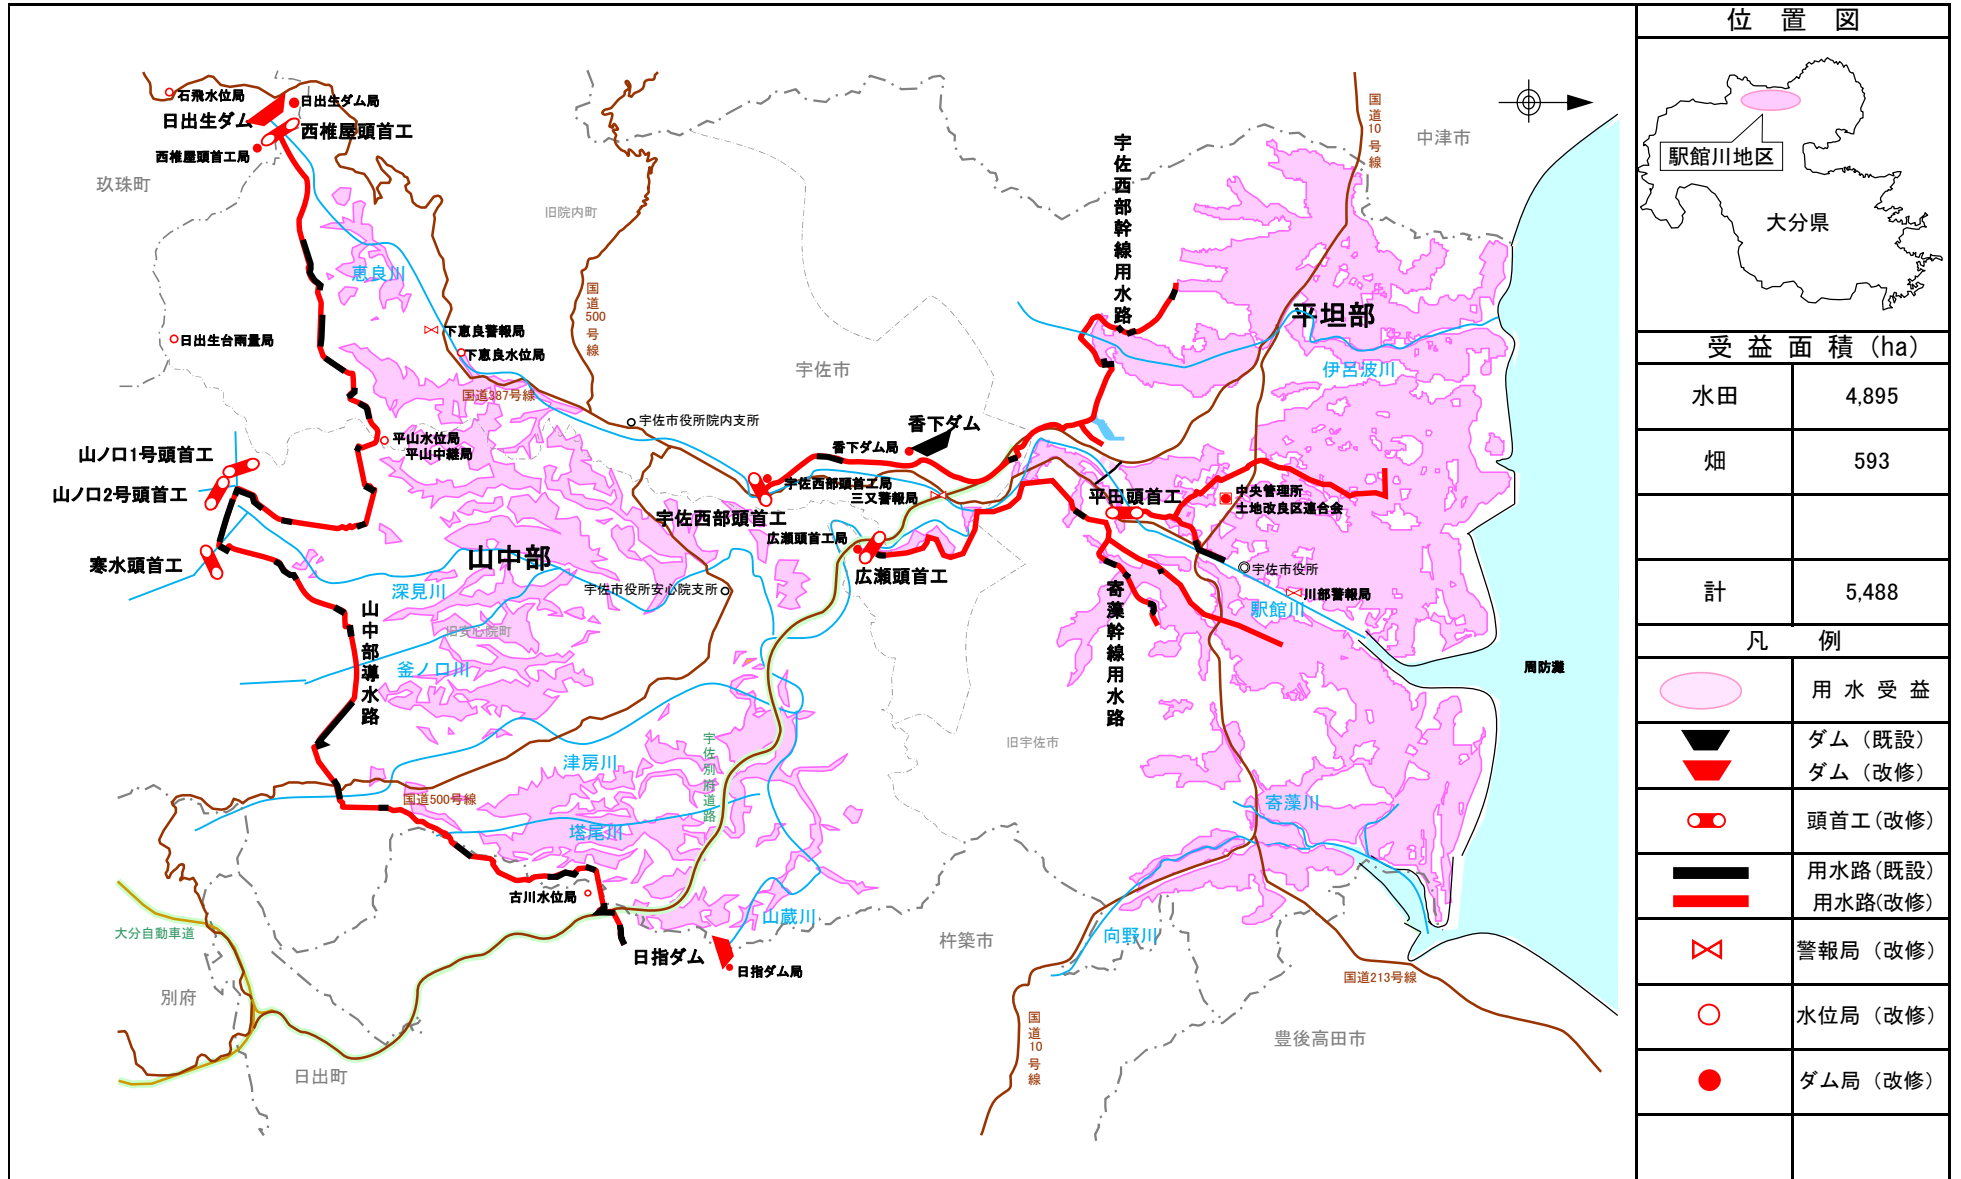 石飛水位局
日出生ダム局
日出生ダム
西椎屋頭首工
西椎屋頭首工局
玖珠町
旧院内町
恵良川
国道500号線
下恵良警報局
下恵良水位局
日出生台雨量局
国道387号線
宇佐市
宇佐市役所院内支所
平山水位局
平山中継局
山ノ口1号頭首工
山ノ口2号頭首工
寒水頭首工
香下ダム
香下ダム局
宇佐西部頭首工局
三又警報局
宇佐西部頭首工
広瀬頭首工局
広瀬頭首工
山中部
深見川
宇佐市役所安心院支所
旧安心院町
釜ノ口川
山中部導水路
津房川
国道500号線
塔尾川
宇佐別府道路
古川水位局
日指ダム
日指ダム局
山蔵川
大分自動車道
別府
日出町
杵築市
宇佐西部幹線用水路
国道10号線
中津市
平坦部
伊呂波川
平田頭首工
中央管理所
土地改良区連合会
宇佐市役所
川部警報局
駅館川
寄藻幹線用水路
旧宇佐市
周防灘
寄藻川
向野川
国道213号線
国道10号線
豊後高田市
位置図
駅館川地区
大分県
受益面積（ha）
水田 4,895
畑 593
計 5,488
凡例
用水受益
ダム（既設）
ダム（改修）
頭首工(改修)
用水路(既設)
用水路(改修)
警報局（改修）
水位局（改修）
ダム局（改修）